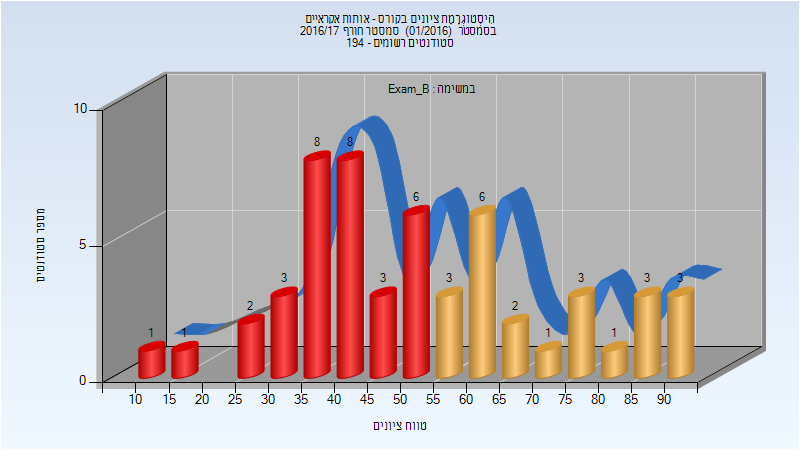 היסטוגרמת ציונים בקורס - אותות אקראיים
בסמסטר (01/2016) סמסטר חורף 2016/17
סטודנטים רשומים - 194
במשימה : Exam_B
מספר סטודנטים
10
5
0
1
1
2
3
8
8
3
6
3
6
2
1
3
1
3
3
10 15 20 25 30 35 40 45 50 55 60 65 70 75 80 85 90
טווח ציונים